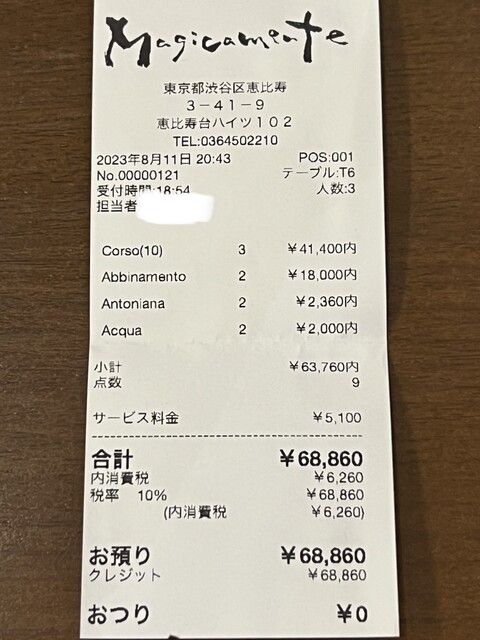 Magicamente
東京都渋谷区恵比寿
3-41-9
恵比寿台ハイツ102
TEL:0364502210
2023年8月11日 20:43 POS:001
No.00000121 テーブル:T6
受付時間:18:54 人数:3
担当者
Corso(10) 3 ¥41,400内
Abbinamento 2 ¥18,000内
Antoniana 2 ¥2,360内
Acqua 2 ¥2,000内
小計 ¥63,760内
点数 9
サービス料金 ¥5,100
合計 ¥68,860
内消費税 ¥6,260
税率 10% ¥68,860
(内消費税 ¥6,260)
お預り ¥68,860
クレジット ¥68,860
おつり ¥0